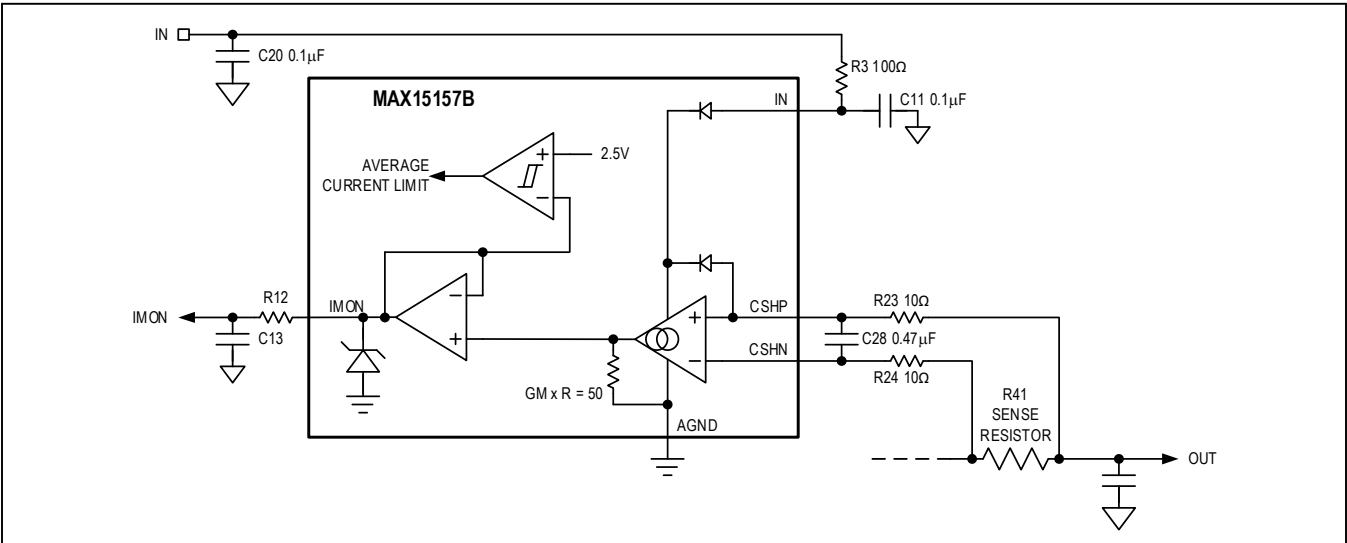 IN
C20 0.1μF
R3 100Ω
MAX15157B
IN
C11 0.1μF
+
2.5V
AVERAGE
CURRENT LIMIT
−
R12
IMON
IMON
C13
−
+
GM x R = 50
+
−
CSHP
CSHN
AGND
R23 10Ω
C28 0.47μF
R24 10Ω
R41
SENSE
RESISTOR
OUT